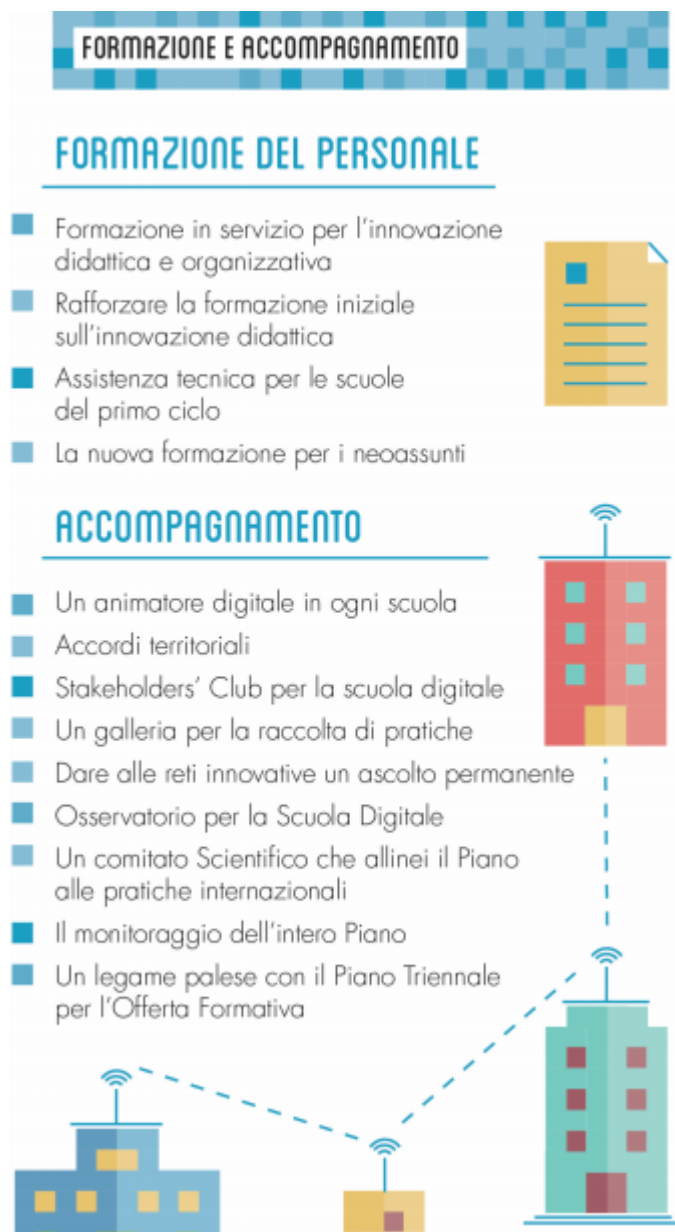 FORMAZIONE E ACCOMPAGNAMENTO
FORMAZIONE DEL PERSONALE
Formazione in servizio per l'innovazione
didattica e organizzativa
Rafforzare la formazione iniziale
sull'innovazione didattica
Assistenza tecnica per le scuole
del primo ciclo
La nuova formazione per i neoassunti
ACCOMPAGNAMENTO
Un animatore digitale in ogni scuola
Accordi territoriali
Stakeholders' Club per la scuola digitale
Un galleria per la raccolta di pratiche
Dare alle reti innovative un ascolto permanente
Osservatorio per la Scuola Digitale
Un comitato Scientifico che allinei il Piano
alle pratiche internazionali
Il monitoraggio dell'intero Piano
Un legame palese con il Piano Triennale
per l'Offerta Formativa